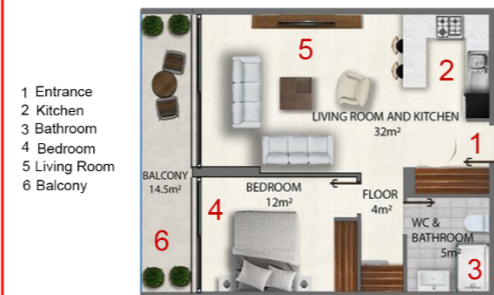 1 Entrance
2 Kitchen
3 Bathroom
4 Bedroom
5 Living Room
6 Balcony
5
2
LIVING ROOM AND KITCHEN
32m²
1
BALCONY
14.5m²
BEDROOM
12m²
FLOOR
4m²
4
WC &
BATHROOM
5m²
6
3